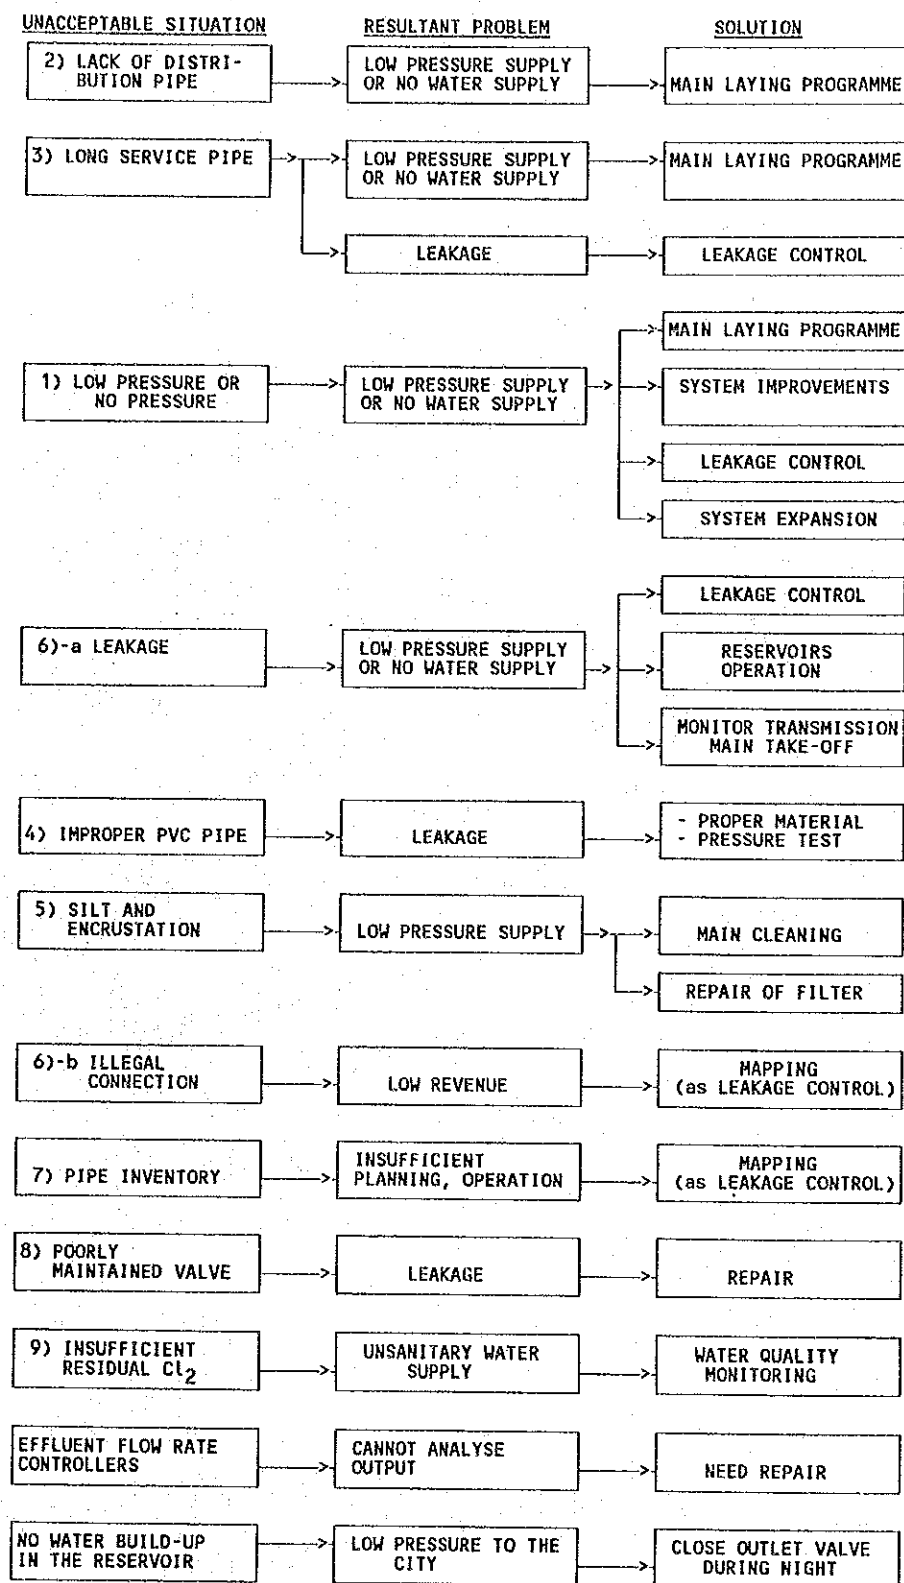 UNACCEPTABLE SITUATION RESULTANT PROBLEM SOLUTION
2) LACK OF DISTRI-
BUTION PIPE
LOW PRESSURE SUPPLY
OR NO WATER SUPPLY
MAIN LAYING PROGRAMME
3) LONG SERVICE PIPE
LOW PRESSURE SUPPLY
OR NO WATER SUPPLY
MAIN LAYING PROGRAMME
LEAKAGE
LEAKAGE CONTROL
1) LOW PRESSURE OR
NO PRESSURE
LOW PRESSURE SUPPLY
OR NO WATER SUPPLY
MAIN LAYING PROGRAMME
SYSTEM IMPROVEMENTS
LEAKAGE CONTROL
SYSTEM EXPANSION
6)-a LEAKAGE
LOW PRESSURE SUPPLY
OR NO WATER SUPPLY
LEAKAGE CONTROL
RESERVOIRS
OPERATION
MONITOR TRANSMISSION
MAIN TAKE-OFF
4) IMPROPER PVC PIPE
LEAKAGE
- PROPER MATERIAL
- PRESSURE TEST
5) SILT AND
ENCRUSTATION
LOW PRESSURE SUPPLY
MAIN CLEANING
REPAIR OF FILTER
6)-b ILLEGAL
CONNECTION
LOW REVENUE
MAPPING
(as LEAKAGE CONTROL)
7) PIPE INVENTORY
INSUFFICIENT
PLANNING, OPERATION
MAPPING
(as LEAKAGE CONTROL)
8) POORLY
MAINTAINED VALVE
LEAKAGE
REPAIR
9) INSUFFICIENT
RESIDUAL Cl2
UNSANITARY WATER
SUPPLY
WATER QUALITY
MONITORING
EFFLUENT FLOW RATE
CONTROLLERS
CANNOT ANALYSE
OUTPUT
NEED REPAIR
NO WATER BUILD-UP
IN THE RESERVOIR
LOW PRESSURE TO THE
CITY
CLOSE OUTLET VALVE
DURING NIGHT